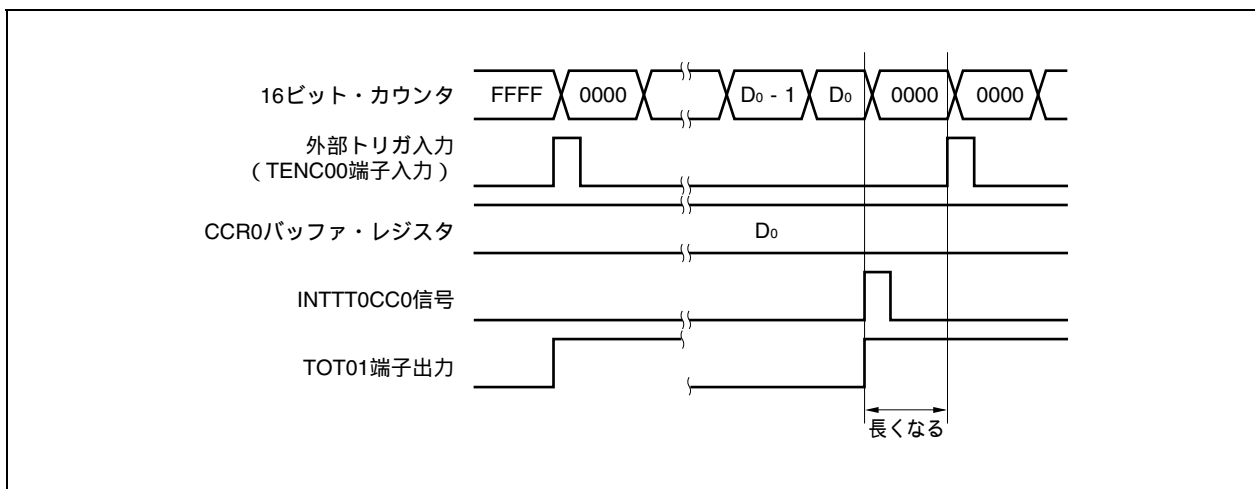 16ビット・カウンタ FFFF 0000 D0 - 1 D0 0000 0000
外部トリガ入力
（TENC00端子入力）
CCR0バッファ・レジスタ D0
INTTT0CC0信号
TOT01端子出力
長くなる